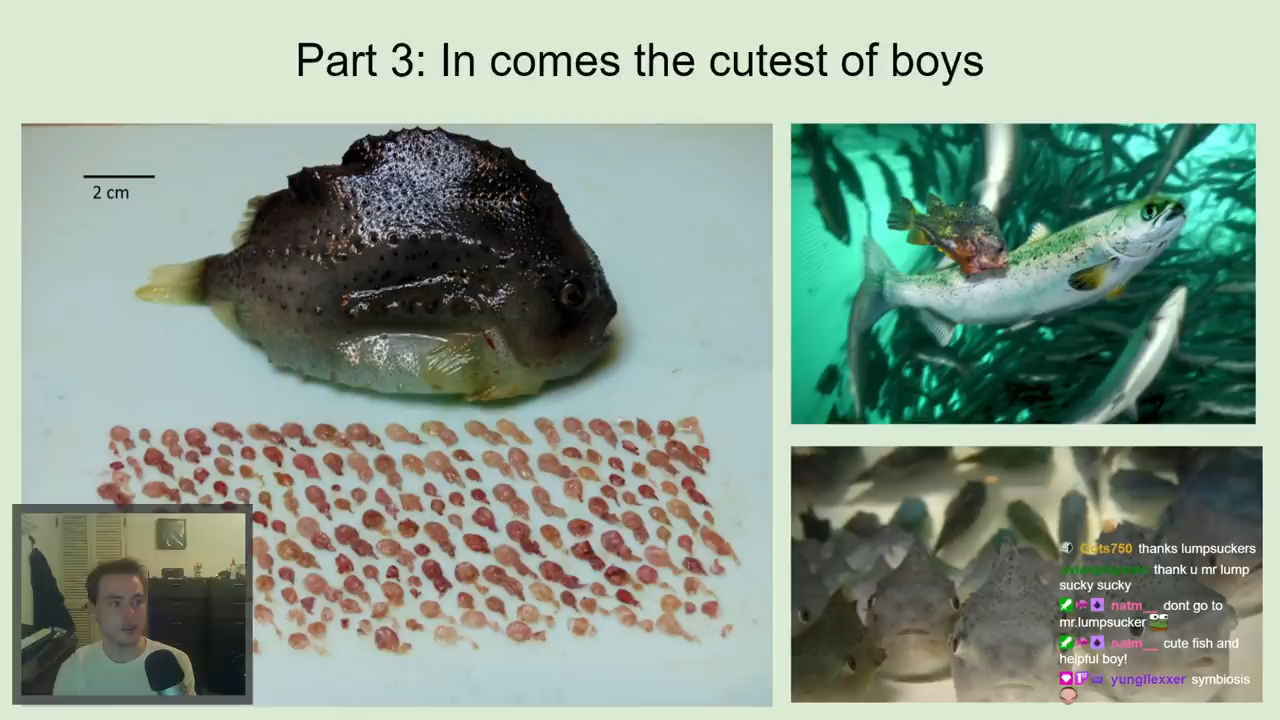 Part 3: In comes the cutest of boys
2 cm
Gots750 thanks lumpsuckers
thank u mr lump
sucky sucky
natm__ dont go to
mr.lumpsucker
natm__ cute fish and
helpful boy!
yungflexxer symbiosis